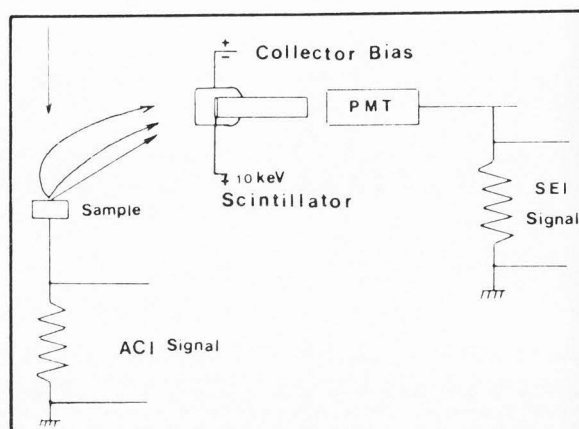 +
−
Collector Bias
PMT
10 keV
Scintillator
Sample
SEI
Signal
ACI Signal